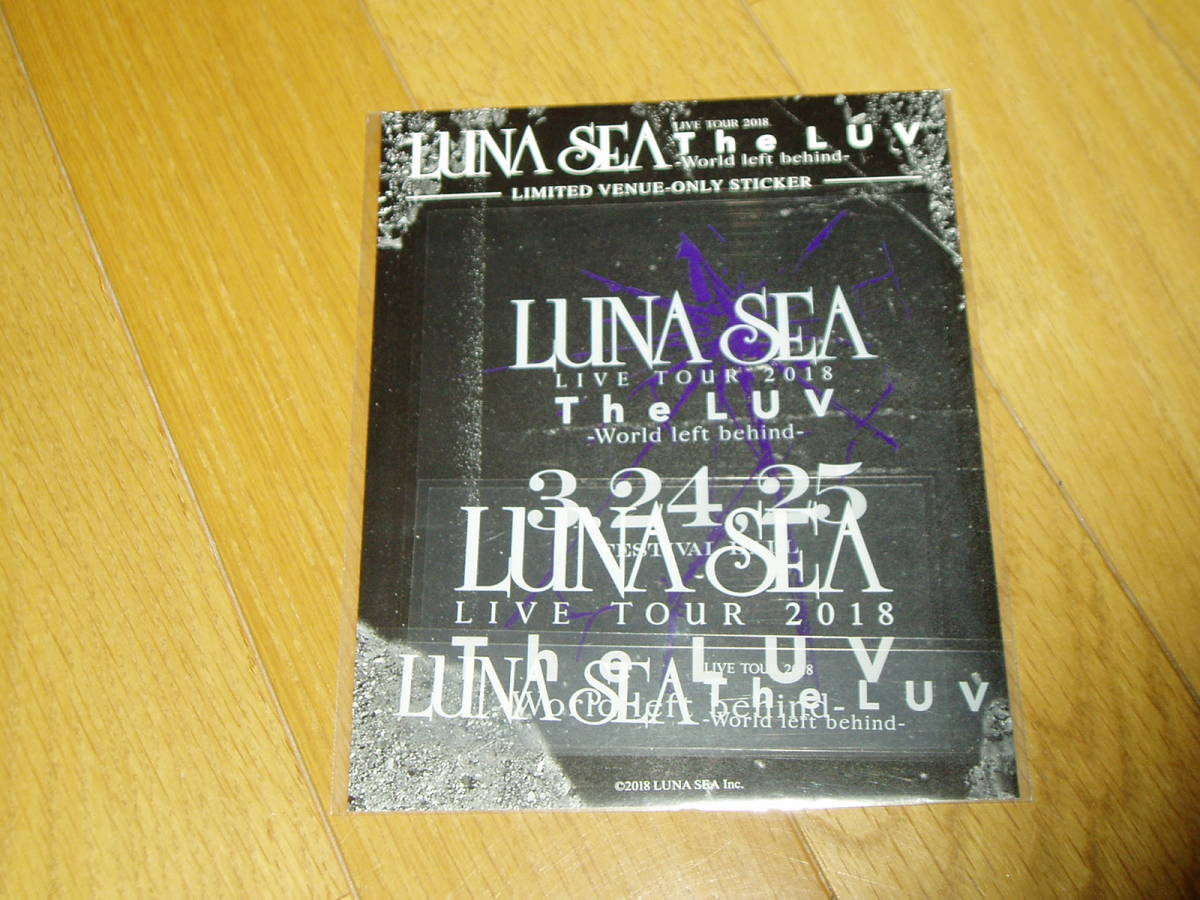 LUNA SEA LIVE TOUR 2018
The LUV
-World left behind-
LIMITED VENUE-ONLY STICKER
LUNA SEA
LIVE TOUR 2018
The LUV
-World left behind-
3.24, 25
FESTIVAL HALL
LUNA SEA
LIVE TOUR 2018
The LUV
-World left behind-
LUNA SEA LIVE TOUR 2018
The LUV
-World left behind-
©2018 LUNA SEA Inc.